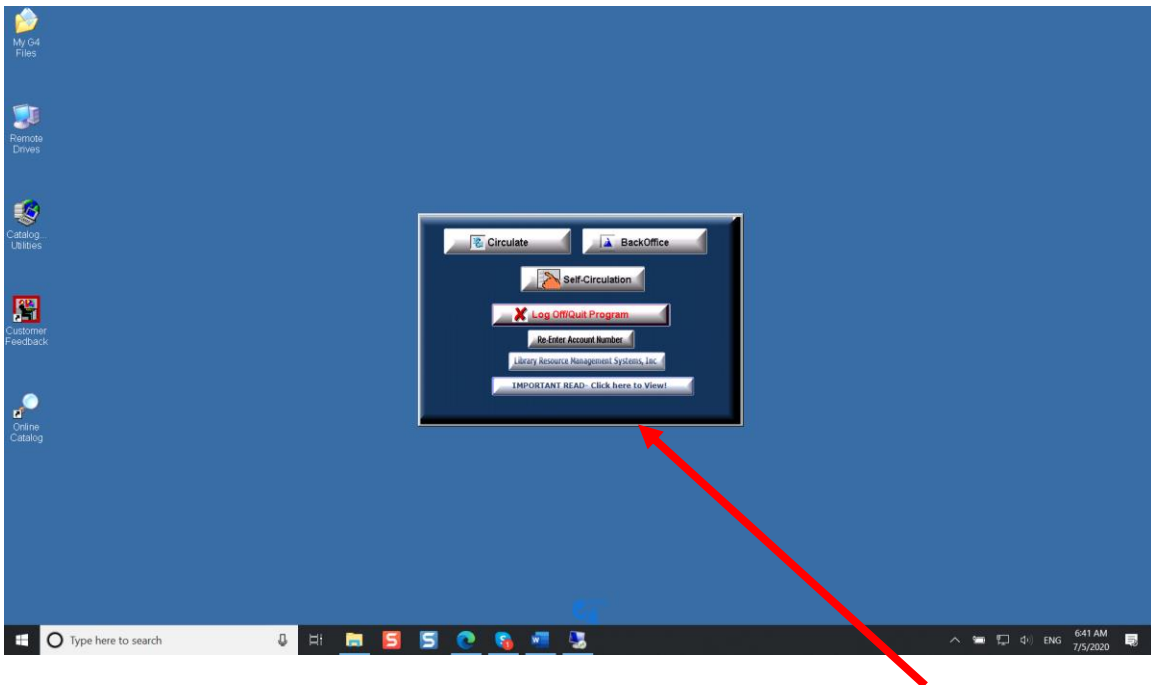 My G4
Files
Remote
Drives
Catalog...
Utilities
Customer
Feedback
Online
Catalog
Circulate
BackOffice
Self-Circulation
Log Off/Quit Program
Re-Enter Account Number
Library Resource Management Systems, Inc.
IMPORTANT READ- Click here to View!
Type here to search
ENG
6:41 AM
7/5/2020